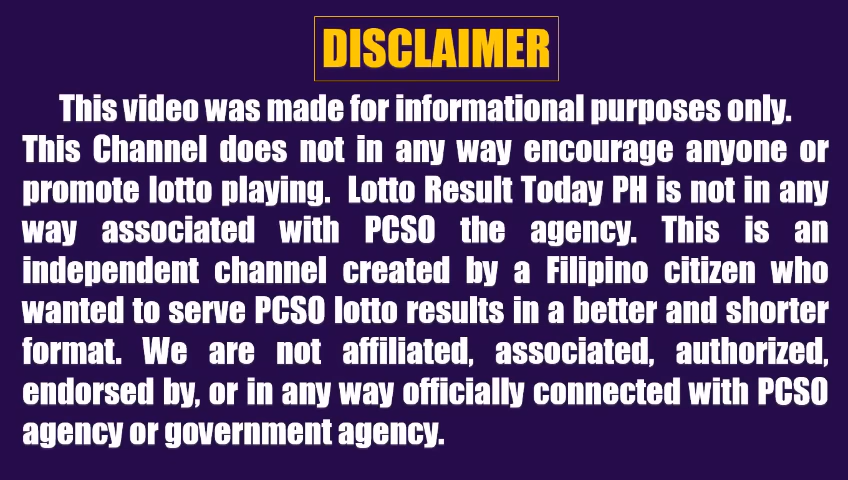 DISCLAIMER
This video was made for informational purposes only.
This Channel does not in any way encourage anyone or
promote lotto playing. Lotto Result Today PH is not in any
way associated with PCSO the agency. This is an
independent channel created by a Filipino citizen who
wanted to serve PCSO lotto results in a better and shorter
format. We are not affiliated, associated, authorized,
endorsed by, or in any way officially connected with PCSO
agency or government agency.